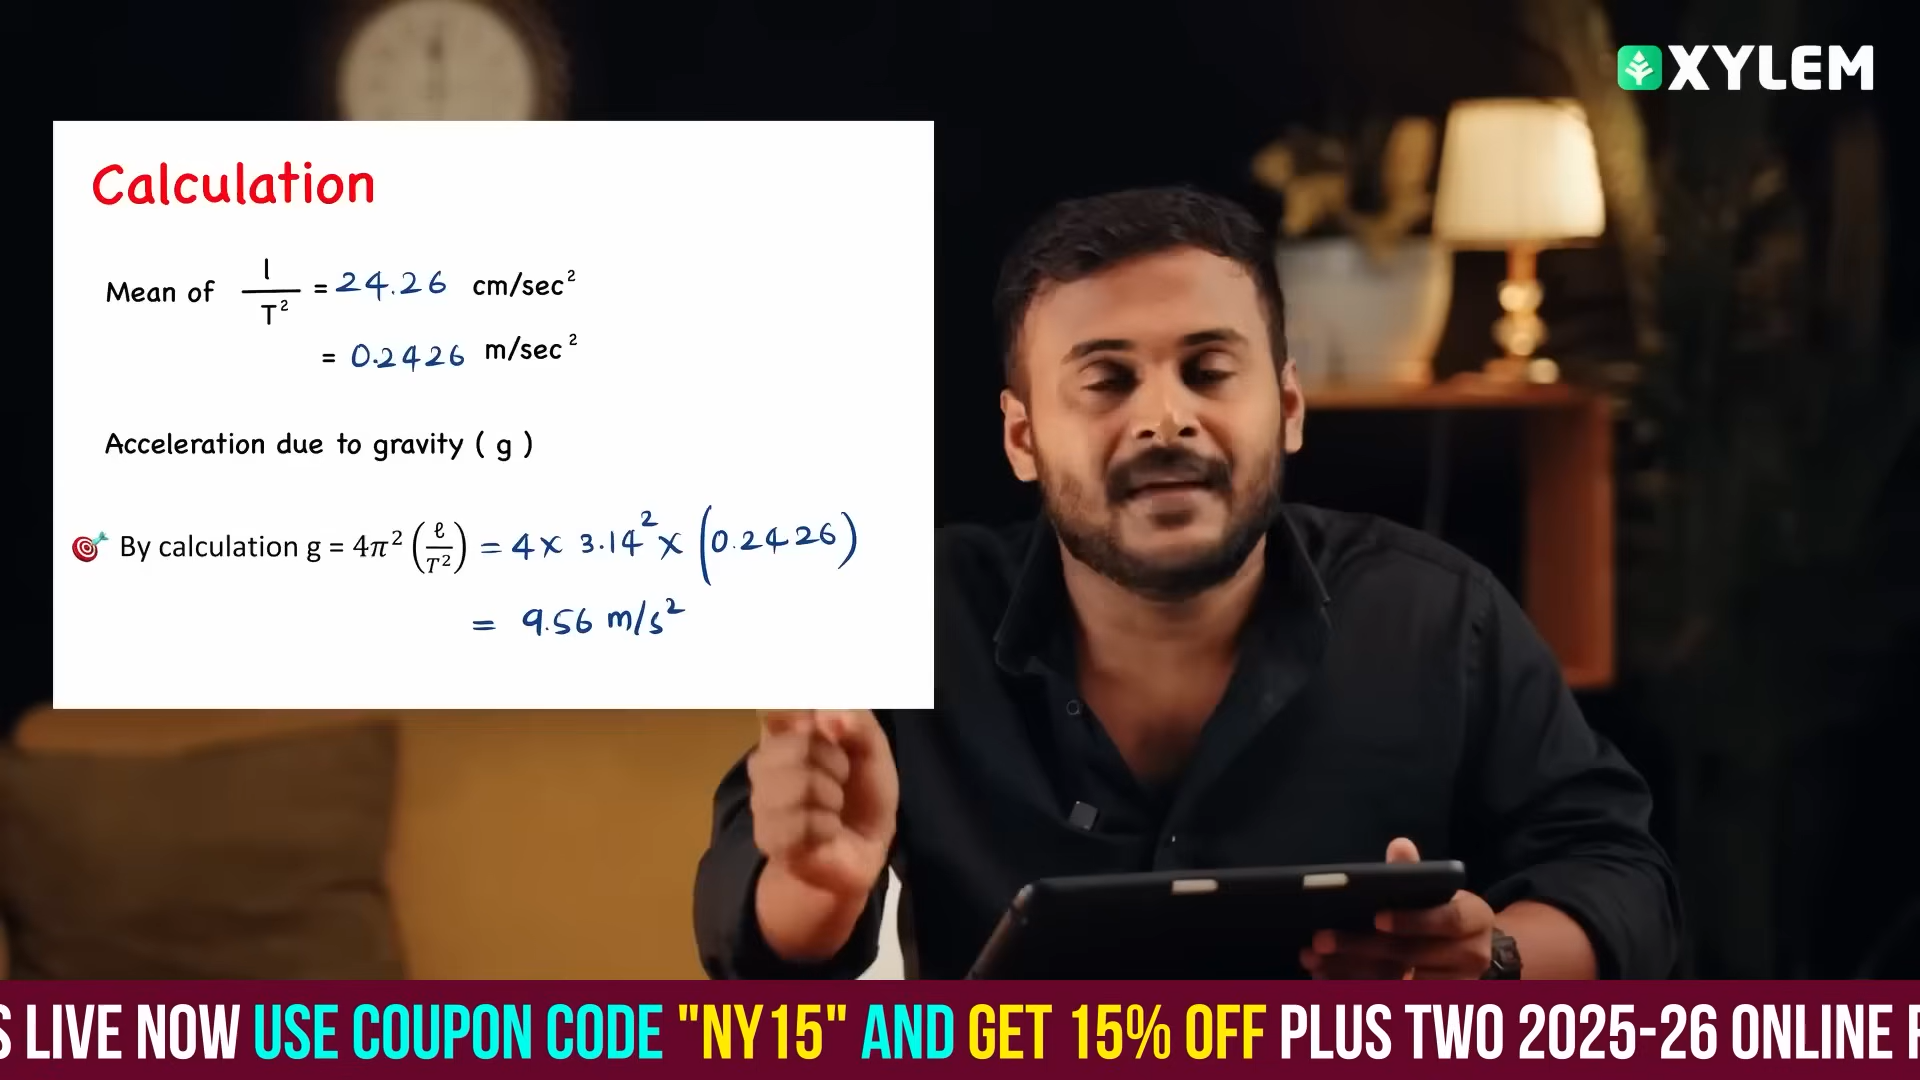 XYLEM
Calculation
Mean of l/T² = 24.26 cm/sec²
= 0.2426 m/sec²
Acceleration due to gravity ( g )
By calculation g = 4π² (ℓ/T²) = 4 x 3.14² x (0.2426)
= 9.56 m/s²
S LIVE NOW USE COUPON CODE "NY15" AND GET 15% OFF PLUS TWO 2025-26 ONLINE